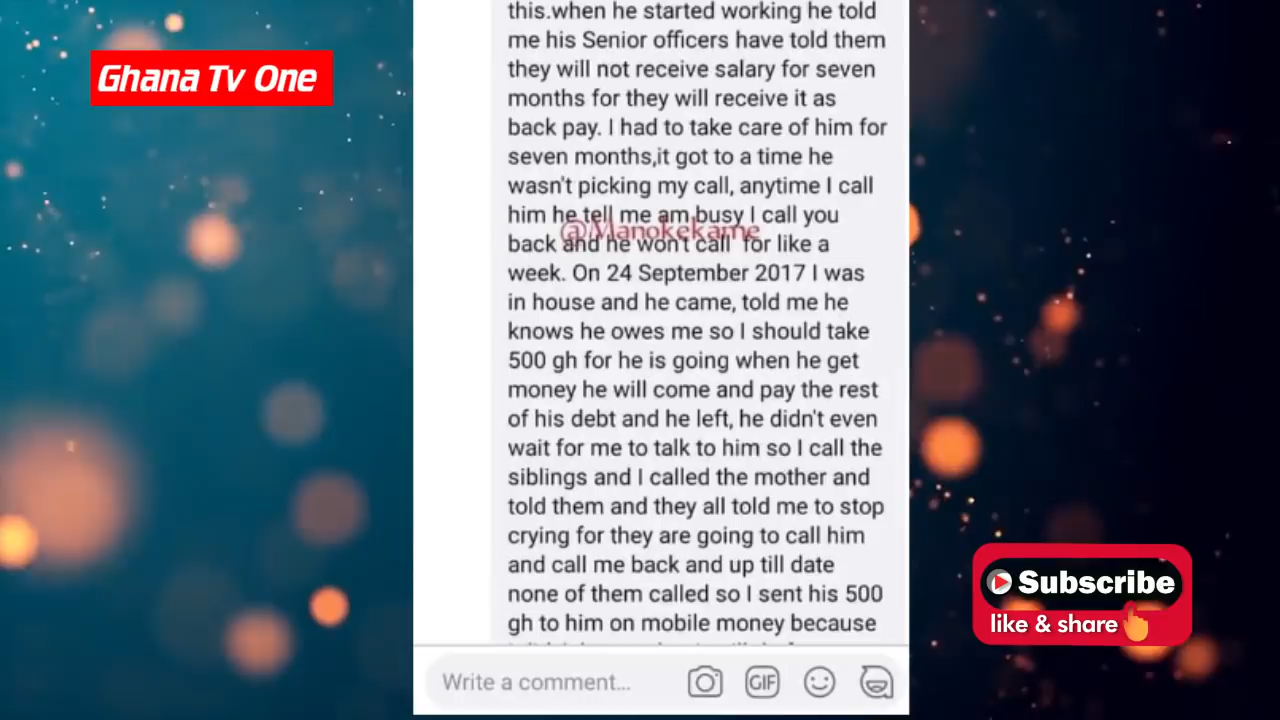 Ghana Tv One
this.when he started working he told
me his Senior officers have told them
they will not receive salary for seven
months for they will receive it as
back pay. I had to take care of him for
seven months,it got to a time he
wasn't picking my call, anytime I call
him he tell me am busy I call you
@Manokekame
back and he won't call for like a
week. On 24 September 2017 I was
in house and he came, told me he
knows he owes me so I should take
500 gh for he is going when he get
money he will come and pay the rest
of his debt and he left, he didn't even
wait for me to talk to him so I call the
siblings and I called the mother and
told them and they all told me to stop
crying for they are going to call him
and call me back and up till date
none of them called so I sent his 500
gh to him on mobile money because
Write a comment...
GIF
Subscribe
like & share